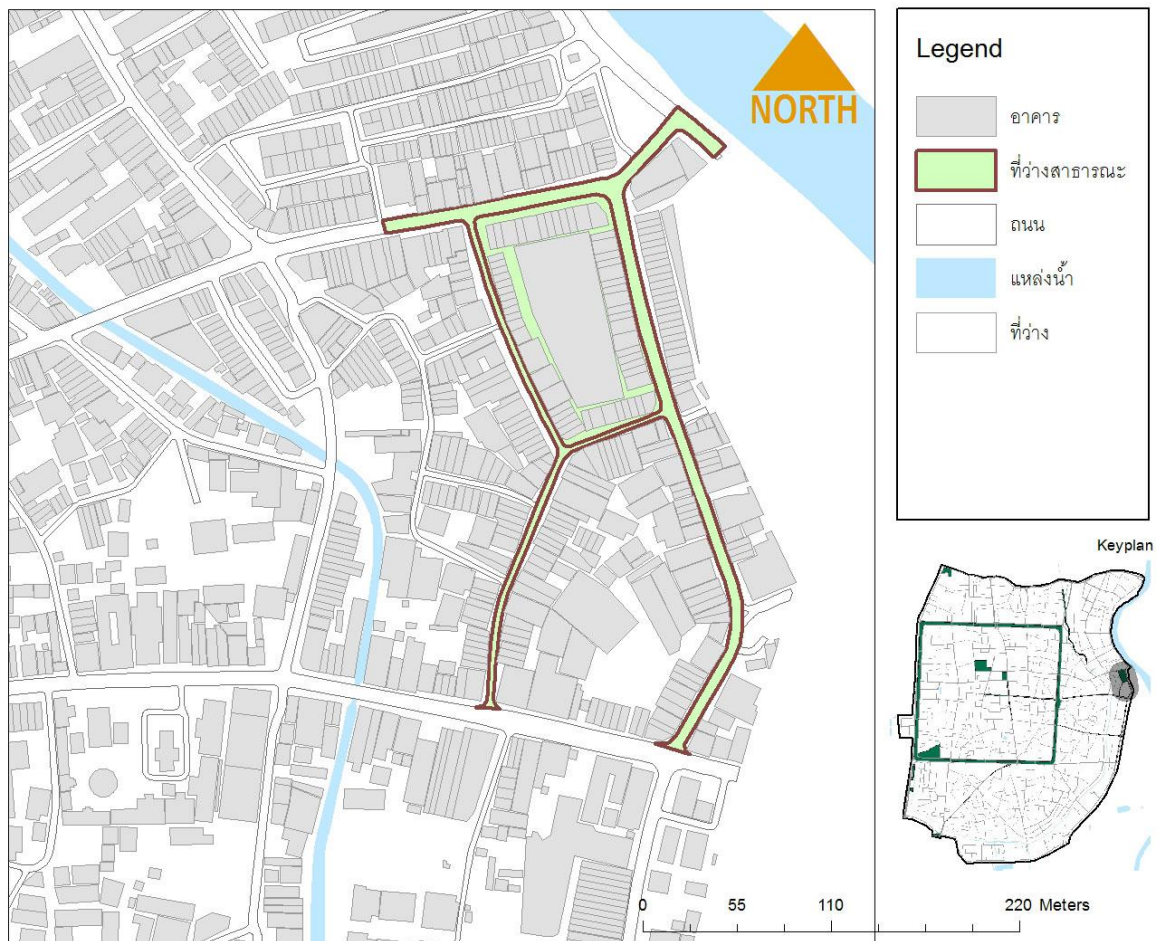 NORTH
Legend
อาคาร
ที่ว่างสาธารณะ
ถนน
แหล่งน้ำ
ที่ว่าง
Keyplan
0 55 110 220 Meters